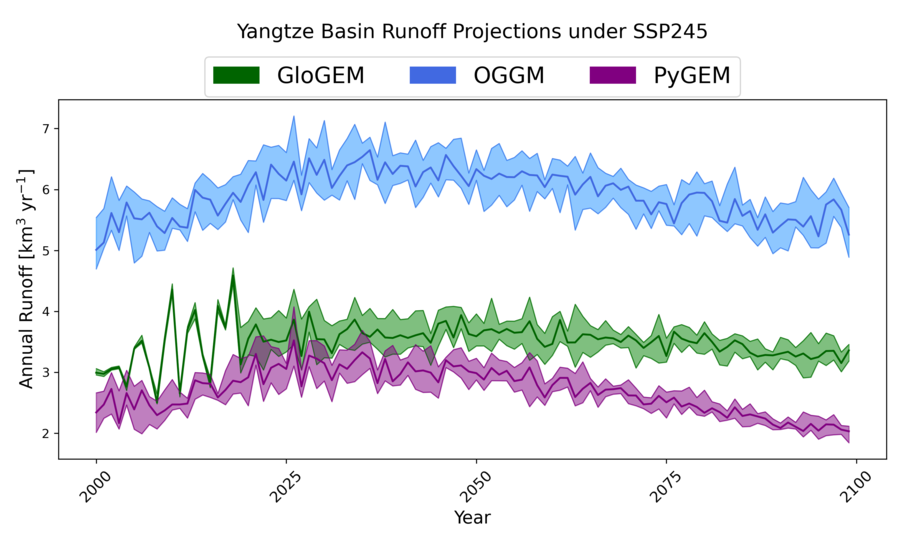 Yangtze Basin Runoff Projections under SSP245
GloGEM OGGM PyGEM
Annual Runoff [km³ yr⁻¹]
7
6
5
4
3
2
2000 2025 2050 2075 2100
Year